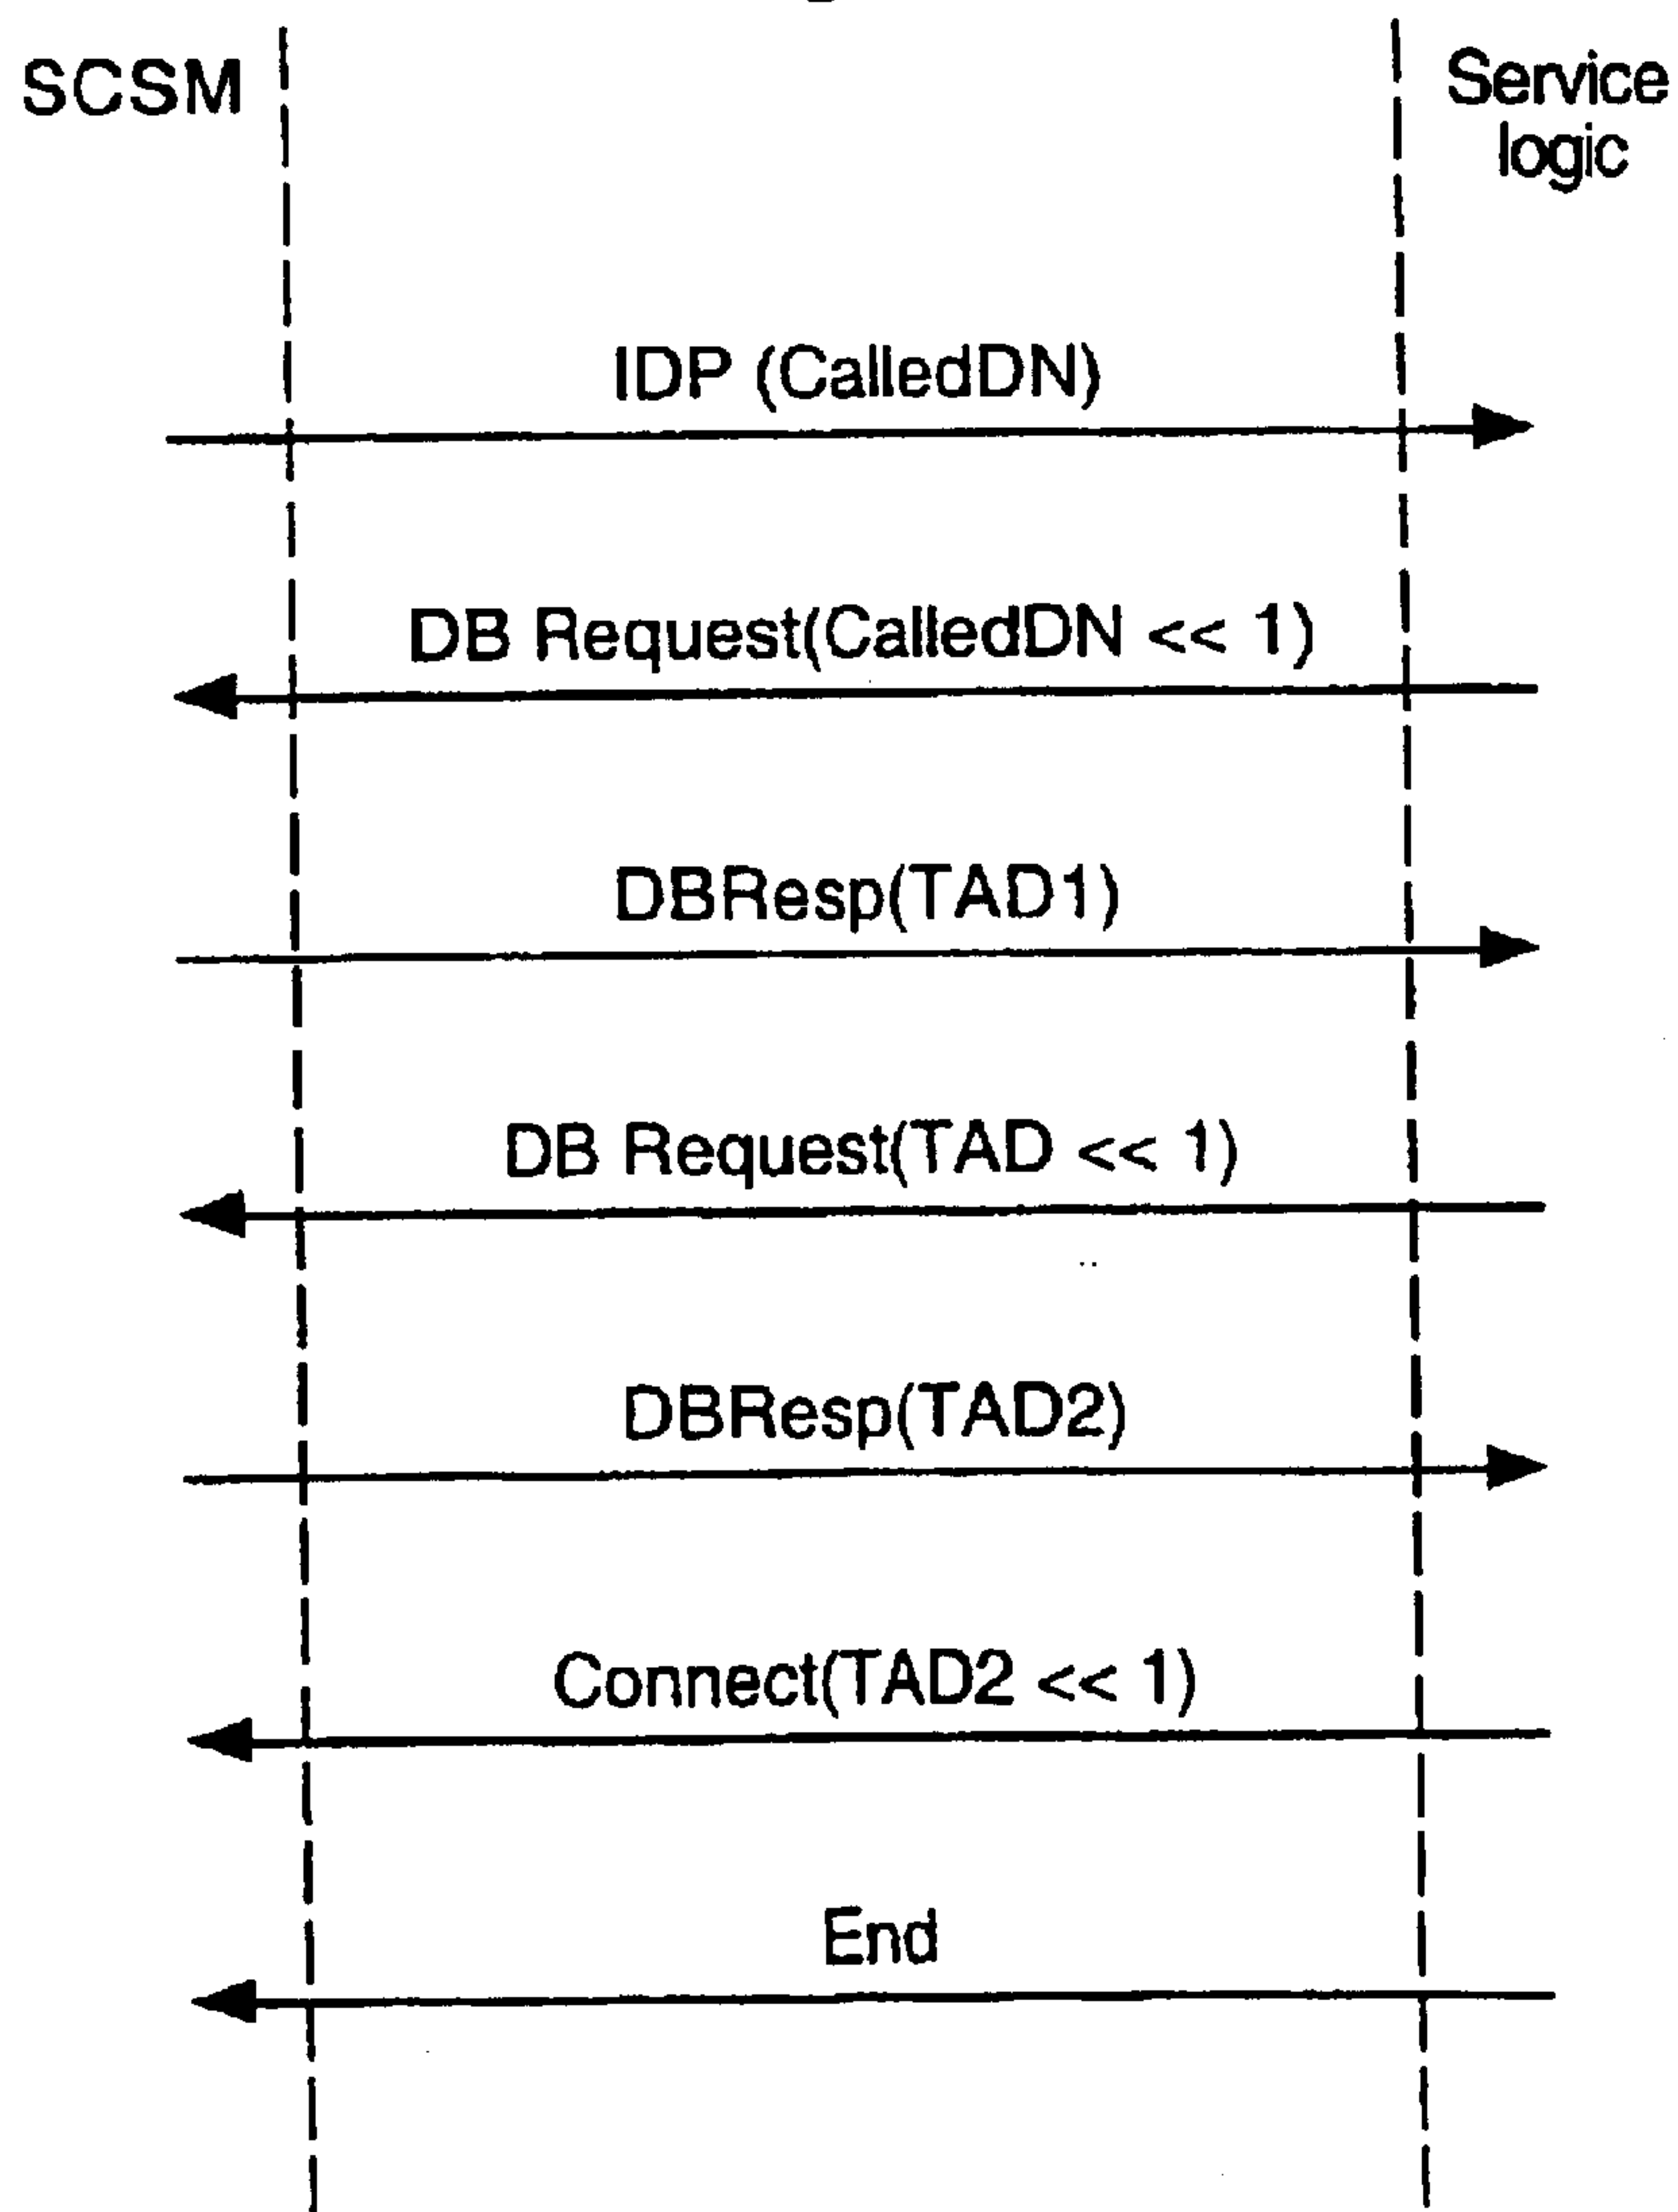 SCSM
Service
logic
IDP (CalledDN)
DB Request(CalledDN << 1)
DBResp(TAD1)
DB Request(TAD << 1)
DBResp(TAD2)
Connect(TAD2 << 1)
End